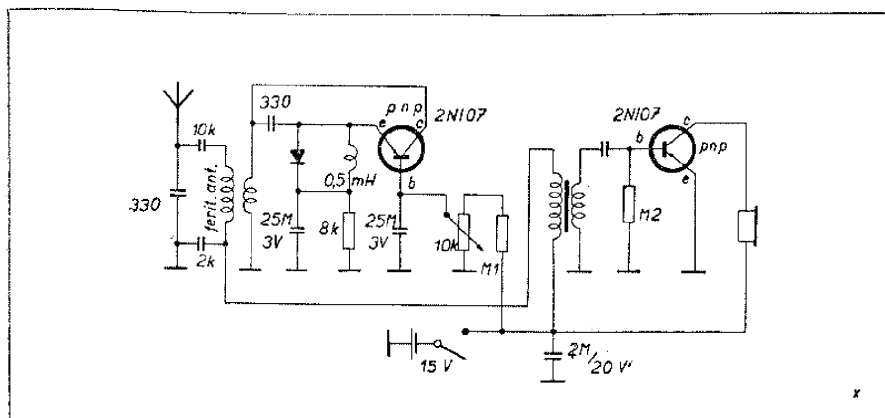 10k
330
ferit. ant.
2k
330
p n p
2N107
e
c
b
0,5 mH
25M
3V
8k
25M
3V
10k
M1
15 V
2N107
b
c
pnp
e
M2
2M/20 V
x